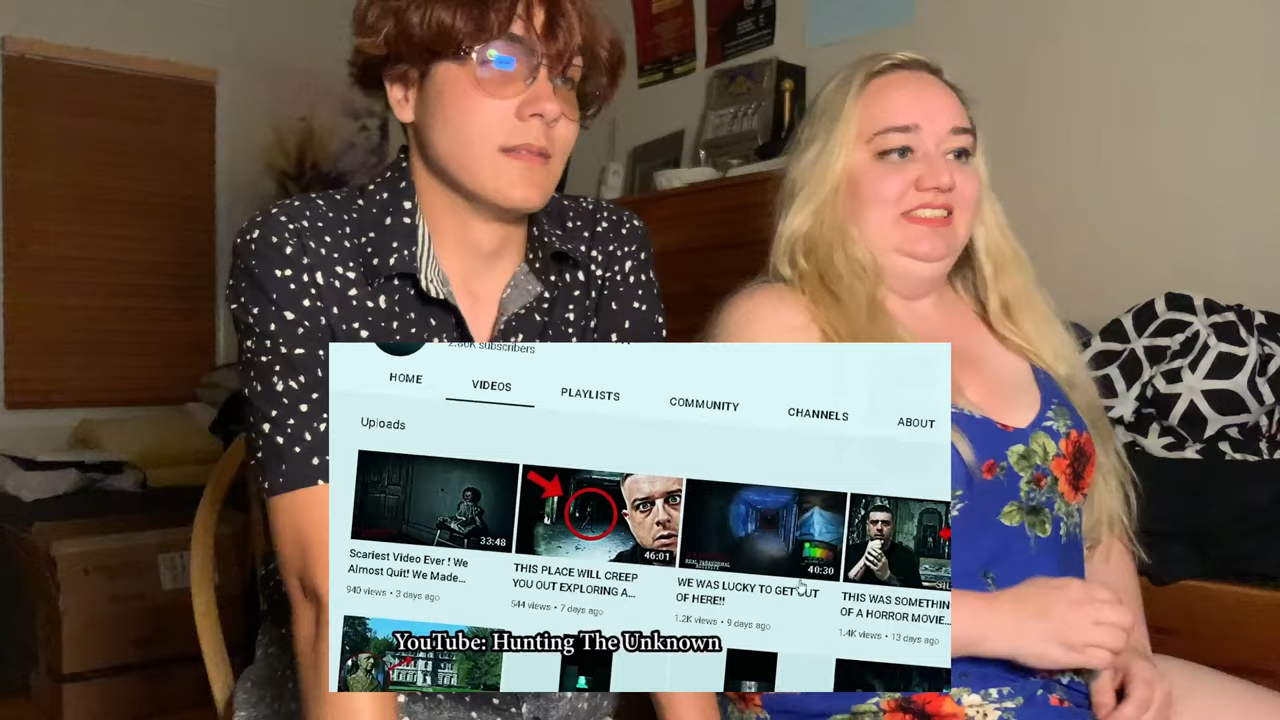 2.86K subscribers
HOME
VIDEOS
PLAYLISTS
COMMUNITY
CHANNELS
ABOUT
Uploads
33:48
46:01
40:30
Scariest Video Ever ! We
Almost Quit! We Made...
940 views • 3 days ago
THIS PLACE WILL CREEP
YOU OUT EXPLORING A...
544 views • 7 days ago
WE WAS LUCKY TO GET OUT
OF HERE!!
1.2K views • 9 days ago
THIS WAS SOMETHIN
OF A HORROR MOVIE...
1.4K views • 13 days ago
YouTube: Hunting The Unknown